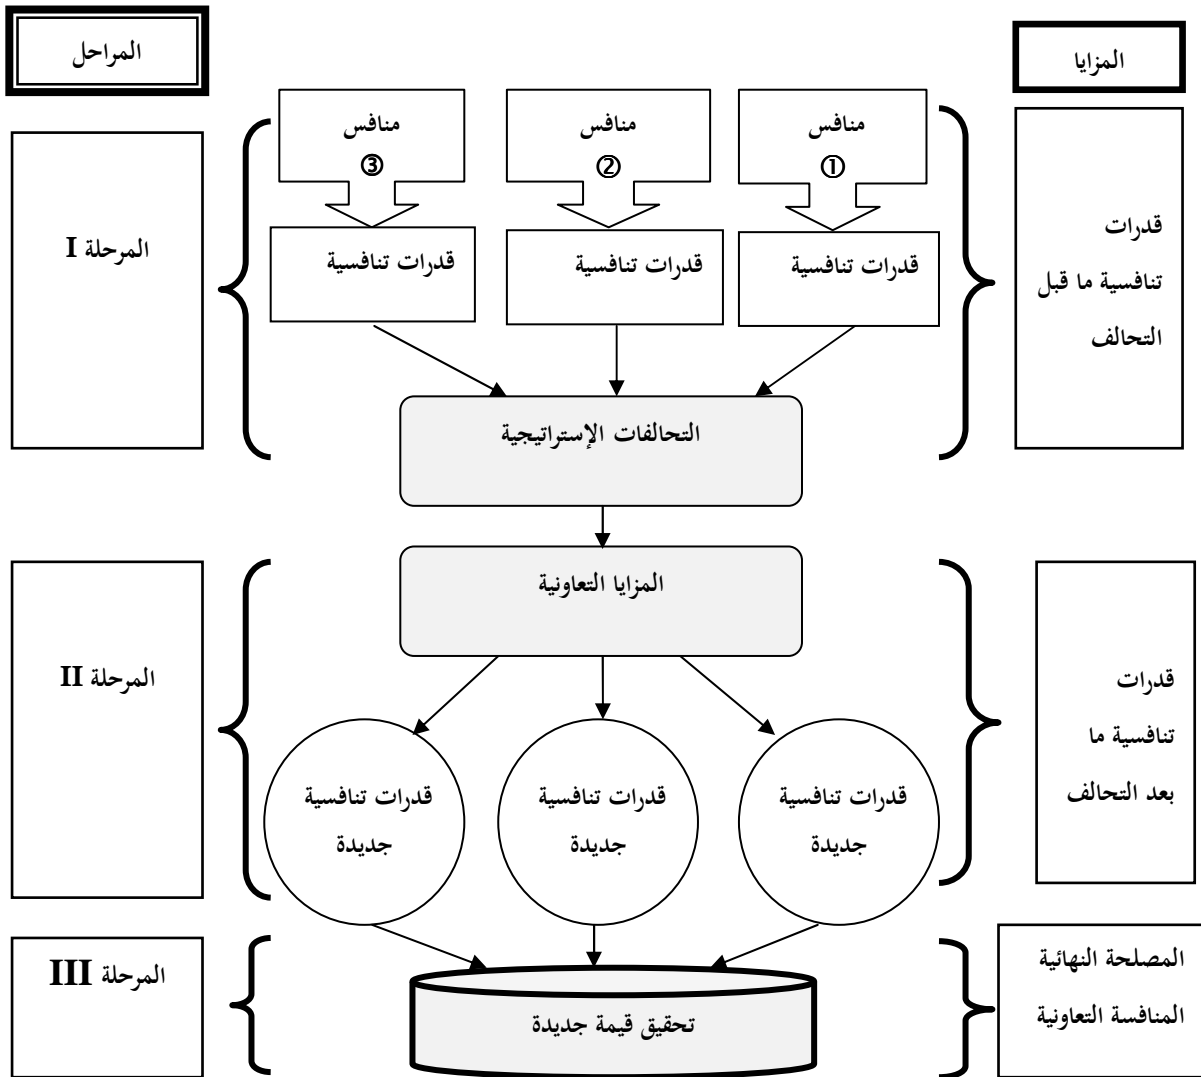 المزايا
المراحل
منافس
①
منافس
②
منافس
③
قدرات تنافسية
قدرات تنافسية
قدرات تنافسية
قدرات
تنافسية ما قبل
التحالف
المرحلة I
التحالفات الإستراتيجية
المزايا التعاونية
قدرات
تنافسية ما
بعد التحالف
المرحلة II
قدرات تنافسية
جديدة
قدرات تنافسية
جديدة
قدرات تنافسية
جديدة
المصلحة النهائية
المنافسة التعاونية
المرحلة III
تحقيق قيمة جديدة